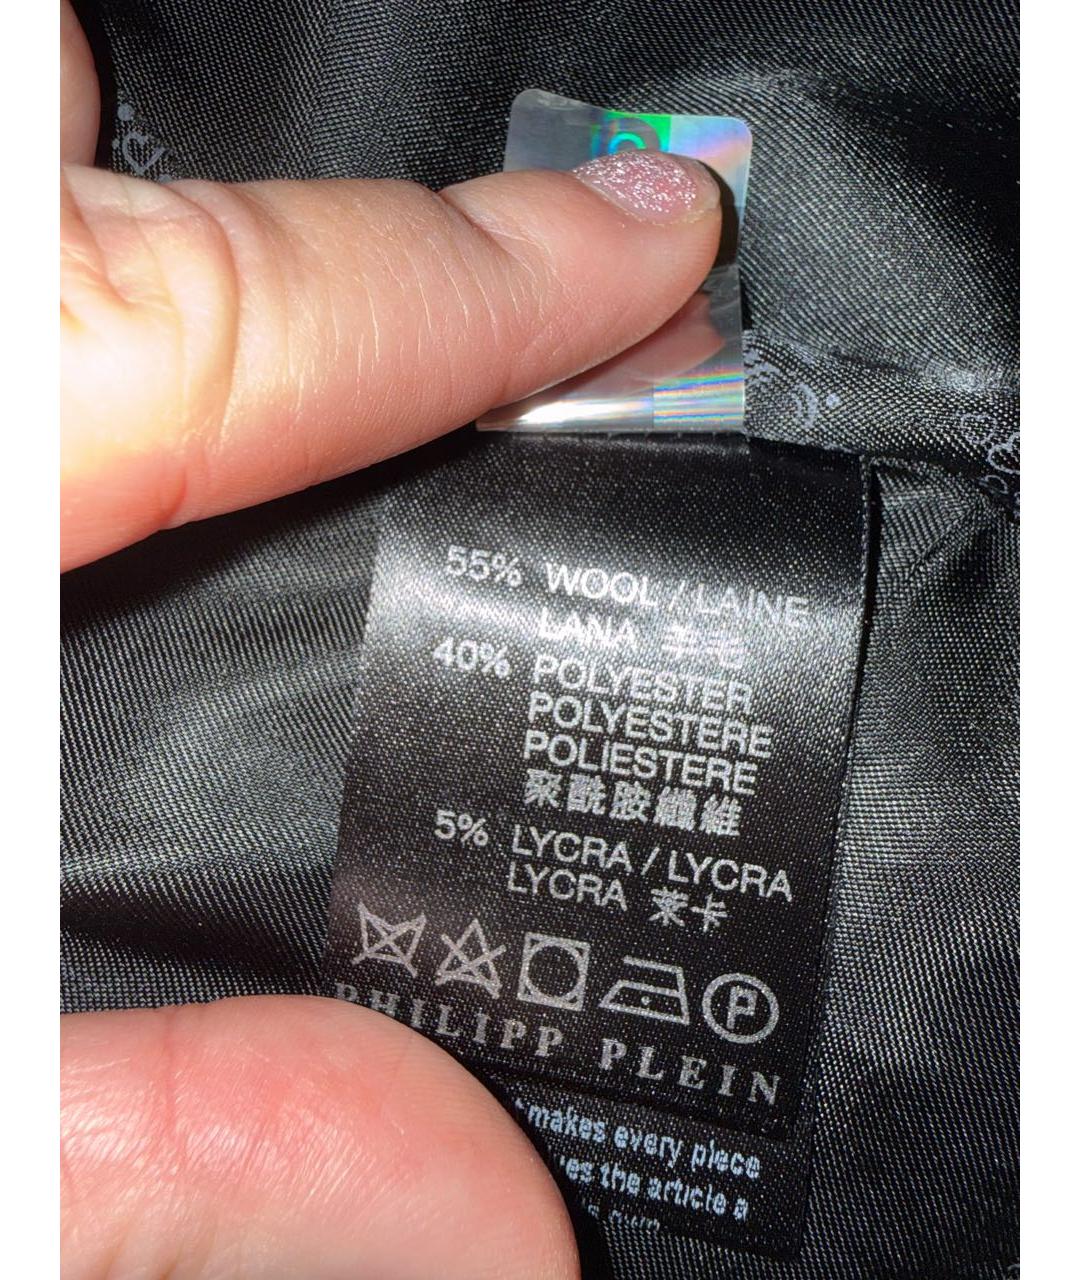 55% WOOL / LAINE
LANA 羊毛
40% POLYESTER
POLYESTERE
POLIESTERE
聚酰胺纖維
5% LYCRA / LYCRA
LYCRA 莱卡
P
PHILIPP PLEIN
makes every piece
the article a